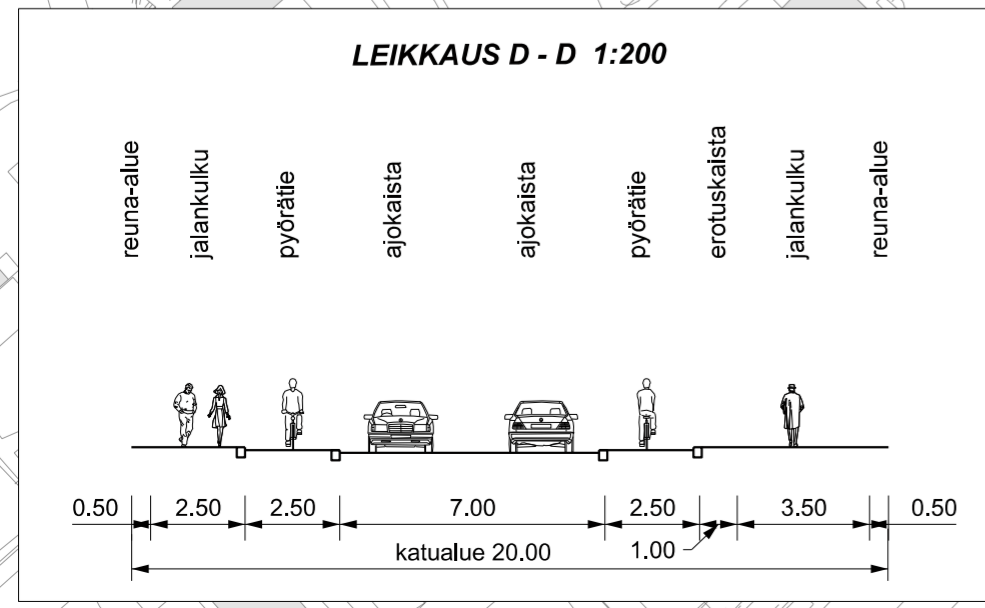 LEIKKAUS D - D 1:200
reuna-alue
jalankulku
pyörätie
ajokaista
ajokaista
pyörätie
erotuskaista
jalankulku
reuna-alue
0.50 2.50 2.50 7.00 2.50 3.50 0.50
katualue 20.00 1.00